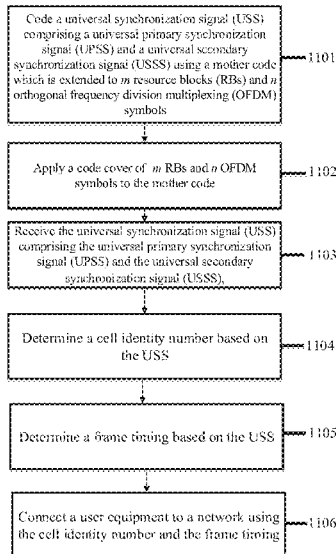 Code a universal synchronization signal (USS)
comprising a universal primary synchronization
signal (UPSS) and a universal secondary
synchronization signal (USSS) using a mother code
which is extended to m resource blocks (RBs) and n
orthogonal frequency division multiplexing (OFDM)
symbols
1101
Apply a code cover of m RBs and n OFDM
symbols to the mother code
1102
Receive the universal synchronization signal (USS)
comprising the universal primary synchronization
signal (UPSS) and the universal secondary
synchronization signal (USSS),
1103
Determine a cell identity number based on
the USS
1104
Determine a frame timing based on the USS
1105
Connect a user equipment to a network using
the cell identity number and the frame timing
1106